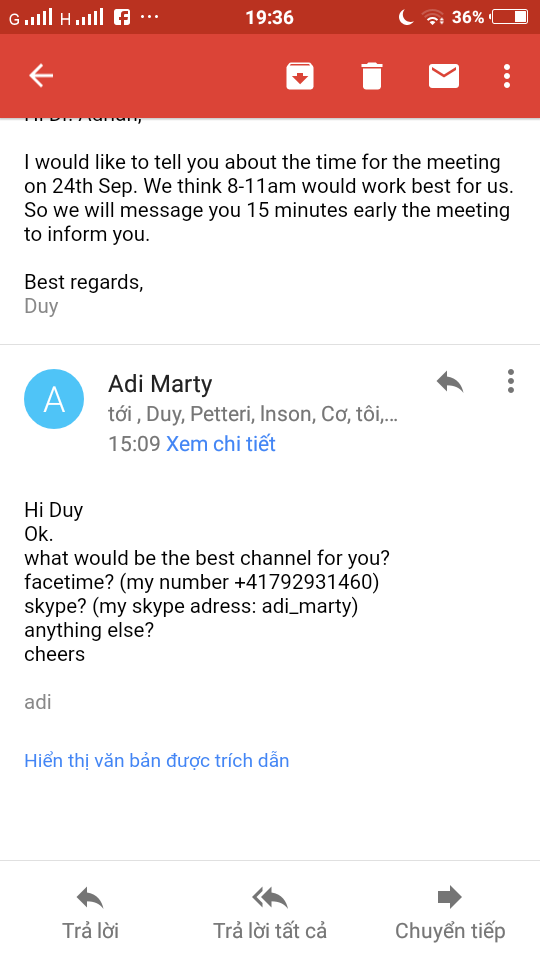 G H 19:36 36%
Hi Dr. Adrian,
I would like to tell you about the time for the meeting
on 24th Sep. We think 8-11am would work best for us.
So we will message you 15 minutes early the meeting
to inform you.
Best regards,
Duy
A
Adi Marty
tới , Duy, Petteri, Inson, Cơ, tôi,...
15:09 Xem chi tiết
Hi Duy
Ok.
what would be the best channel for you?
facetime? (my number +41792931460)
skype? (my skype adress: adi_marty)
anything else?
cheers
adi
Hiển thị văn bản được trích dẫn
Trả lời Trả lời tất cả Chuyển tiếp